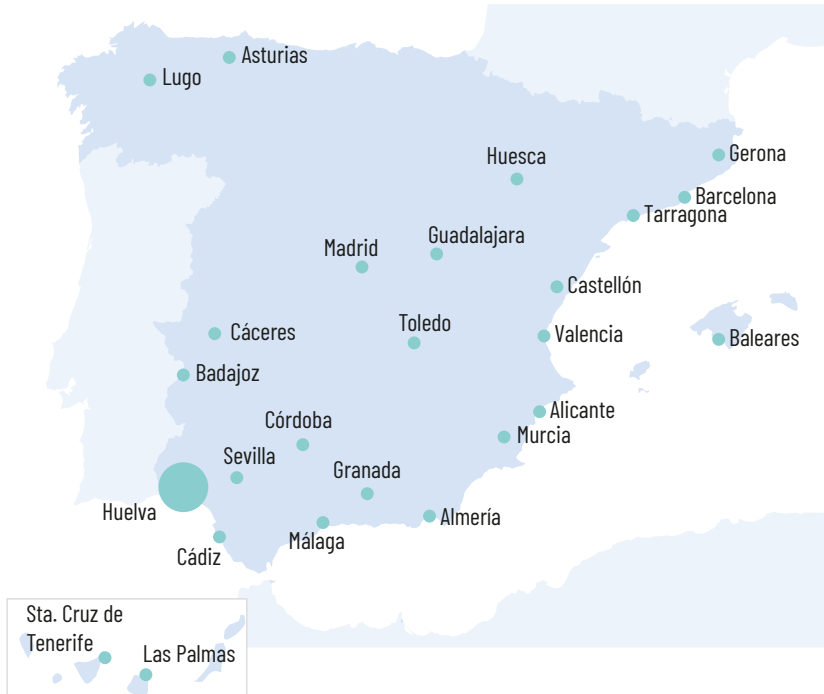 Asturias
Lugo
Huesca
Gerona
Barcelona
Tarragona
Guadalajara
Madrid
Castellón
Toledo
Cáceres
Valencia
Baleares
Badajoz
Alicante
Córdoba
Murcia
Sevilla
Granada
Huelva
Almería
Málaga
Cádiz
Sta. Cruz de
Tenerife
Las Palmas